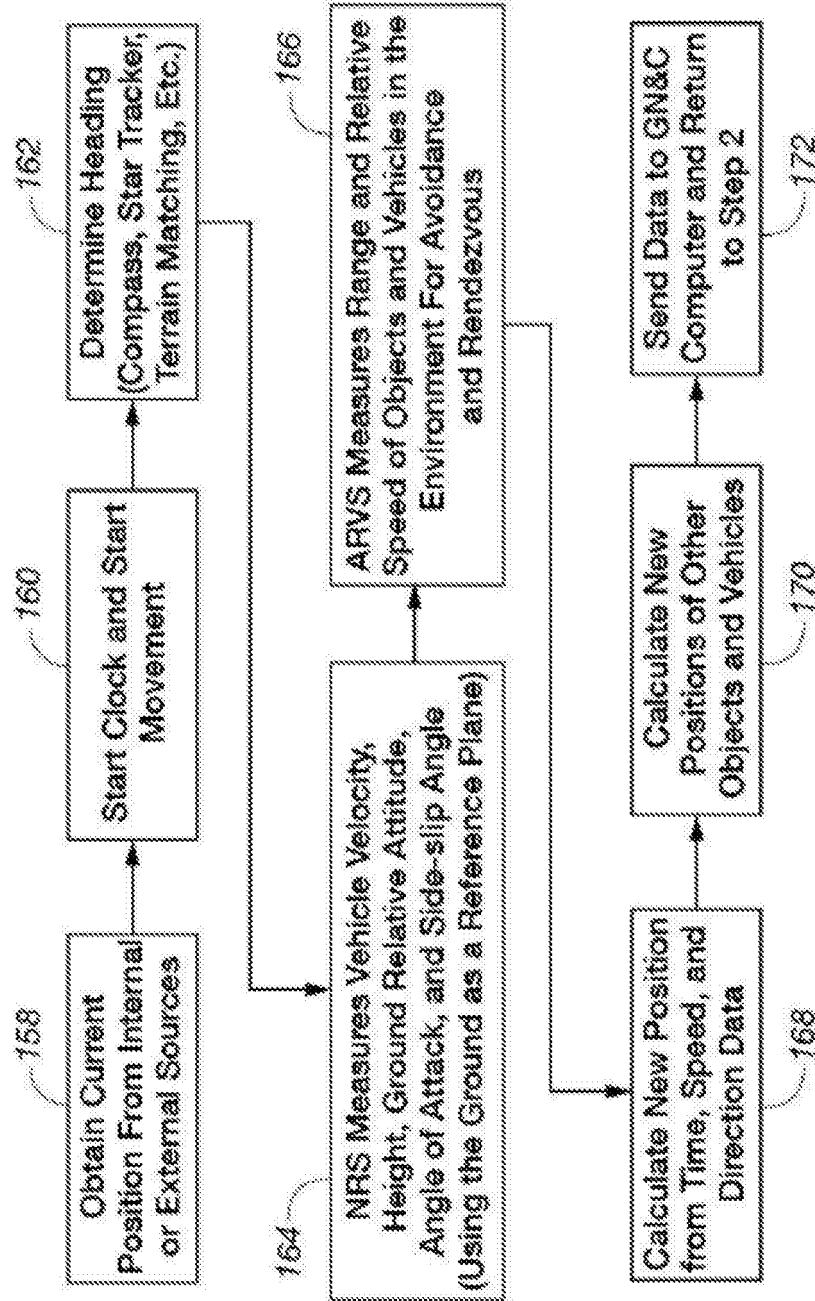 158
Obtain Current
Position From Internal
or External Sources
160
Start Clock and Start
Movement
162
Determine Heading
(Compass, Star Tracker,
Terrain Matching, Etc.)
164
NRS Measures Vehicle Velocity,
Height, Ground Relative Attitude,
Angle of Attack, and Side-slip Angle
(Using the Ground as a Reference Plane)
166
ARVS Measures Range and Relative
Speed of Objects and Vehicles in the
Environment For Avoidance
and Rendezvous
Calculate New Position
from Time, Speed, and
Direction Data
168
Calculate New
Positions of Other
Objects and Vehicles
170
Send Data to GN&C
Computer and Return
to Step 2
172